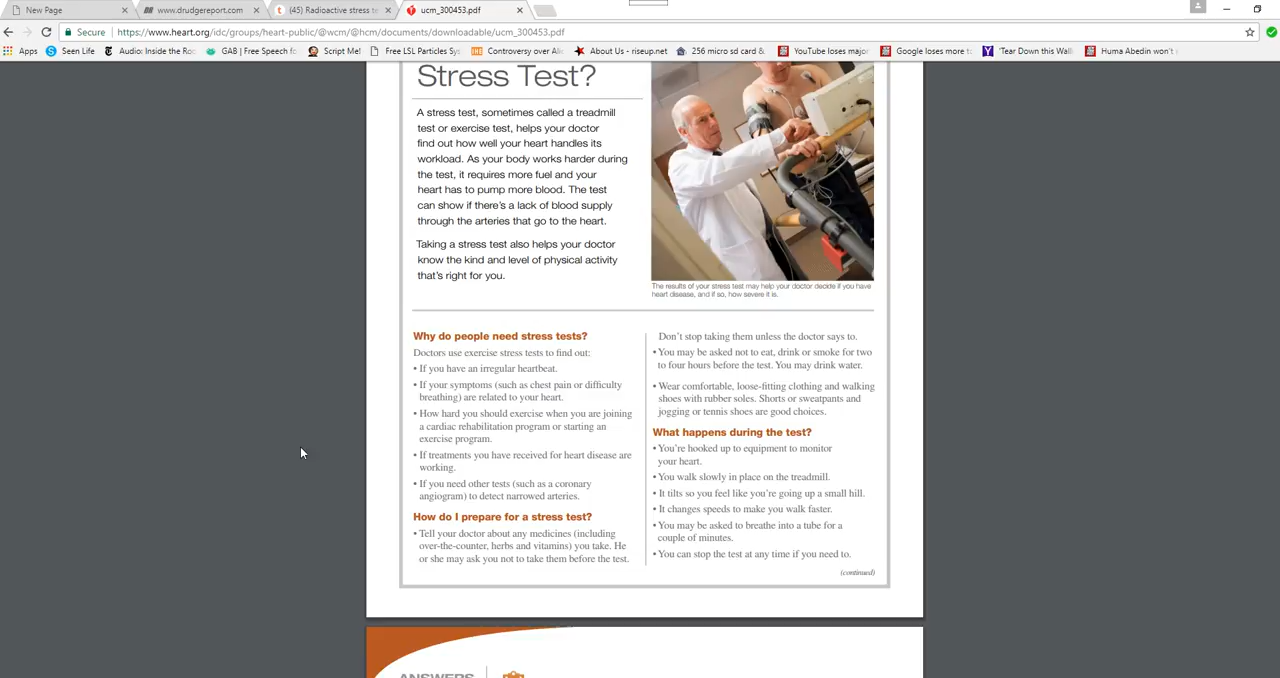 New Page
www.drudgereport.com
(45) Radioactive stress te
ucm_300453.pdf
Secure
https://www.heart.org/idc/groups/heart-public/@wcm/@hcm/documents/downloadable/ucm_300453.pdf
Apps
Seen Life
Audio: Inside the Ro
GAB | Free Speech fo
Script Me!
Free LSL Particles Sys
Controversy over Ali
About Us - riseup.net
256 micro sd card &
YouTube loses major
Google loses more t
'Tear Down this Wall
Huma Abedin won't
Stress Test?
A stress test, sometimes called a treadmill
test or exercise test, helps your doctor
find out how well your heart handles its
workload. As your body works harder during
the test, it requires more fuel and your
heart has to pump more blood. The test
can show if there's a lack of blood supply
through the arteries that go to the heart.
Taking a stress test also helps your doctor
know the kind and level of physical activity
that's right for you.
The results of your stress test may help your doctor decide if you have
heart disease, and if so, how severe it is.
Why do people need stress tests?
Doctors use exercise stress tests to find out:
• If you have an irregular heartbeat.
• If your symptoms (such as chest pain or difficulty
breathing) are related to your heart.
• How hard you should exercise when you are joining
a cardiac rehabilitation program or starting an
exercise program.
• If treatments you have received for heart disease are
working.
• If you need other tests (such as a coronary
angiogram) to detect narrowed arteries.
How do I prepare for a stress test?
• Tell your doctor about any medicines (including
over-the-counter, herbs and vitamins) you take. He
or she may ask you not to take them before the test.
Don't stop taking them unless the doctor says to.
• You may be asked not to eat, drink or smoke for two
to four hours before the test. You may drink water.
• Wear comfortable, loose-fitting clothing and walking
shoes with rubber soles. Shorts or sweatpants and
jogging or tennis shoes are good choices.
What happens during the test?
• You're hooked up to equipment to monitor
your heart.
• You walk slowly in place on the treadmill.
• It tilts so you feel like you're going up a small hill.
• It changes speeds to make you walk faster.
• You may be asked to breathe into a tube for a
couple of minutes.
• You can stop the test at any time if you need to.
(continued)
ANSWERS